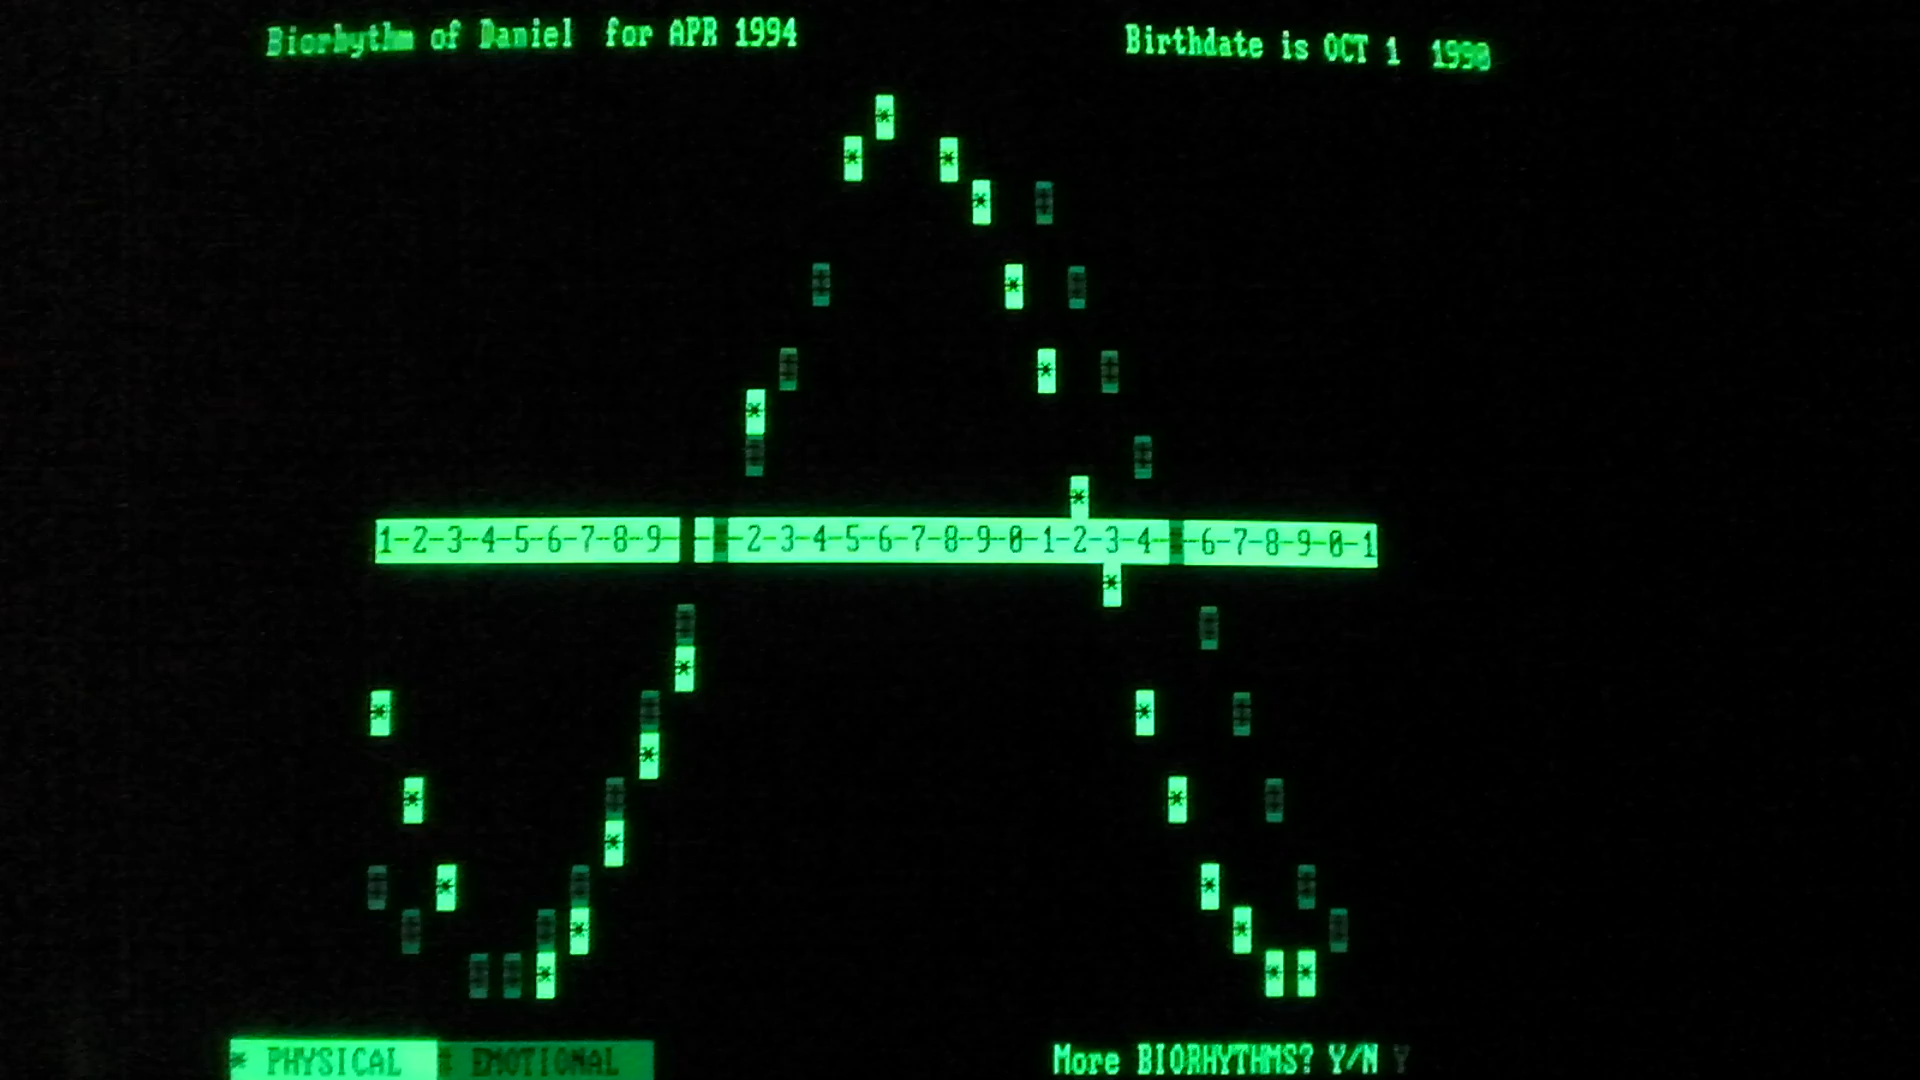 Biorhythm of Daniel for APR 1994
Birthdate is OCT 1 1990
1-2-3-4-5-6-7-8-9- - -2-3-4-5-6-7-8-9-0-1-2-3-4- -6-7-8-9-0-1
* PHYSICAL ‡ EMOTIONAL
More BIORHYTHMS? Y/N Y